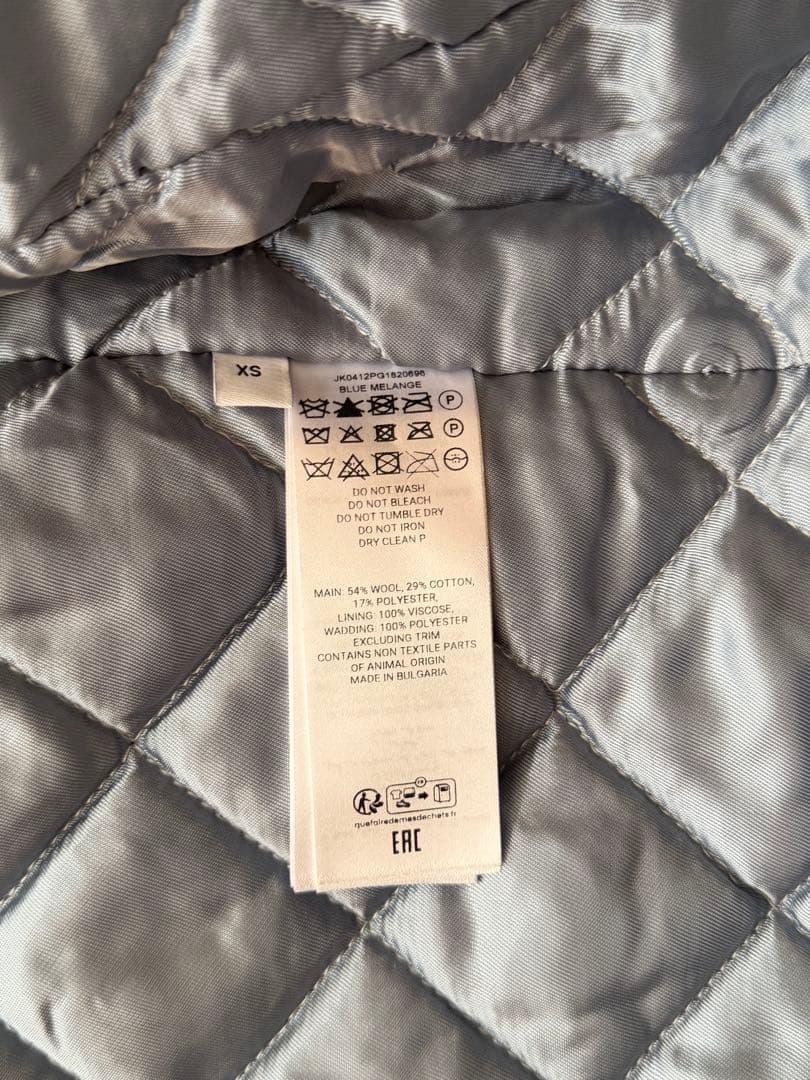 XS
JK0412PG1820696
BLUE MELANGE
P
P
DO NOT WASH
DO NOT BLEACH
DO NOT TUMBLE DRY
DO NOT IRON
DRY CLEAN P
MAIN: 54% WOOL, 29% COTTON,
17% POLYESTER,
LINING: 100% VISCOSE,
WADDING: 100% POLYESTER
EXCLUDING TRIM
CONTAINS NON TEXTILE PARTS
OF ANIMAL ORIGIN
MADE IN BULGARIA
FR
quefairedemesdechets.fr
EAC